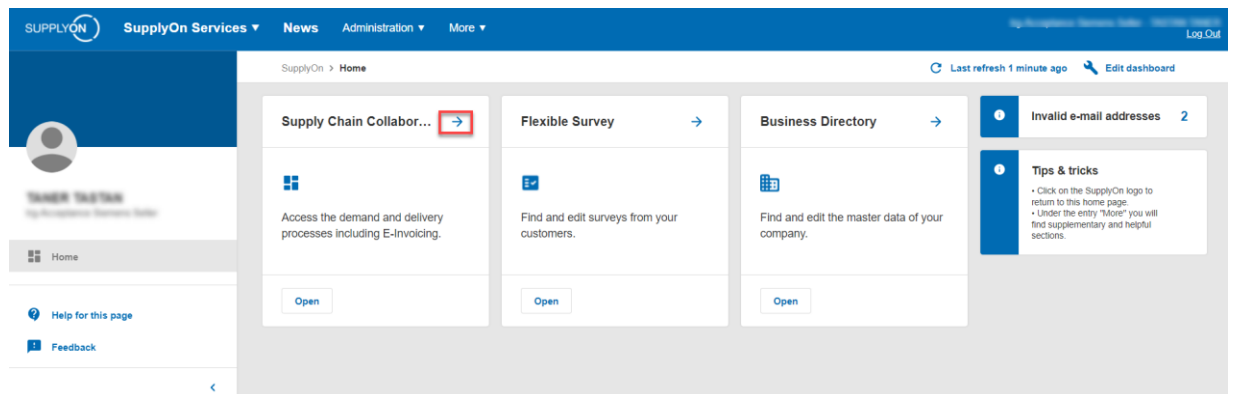 SUPPLYON SupplyOn Services ▼ News Administration ▼ More ▼
Log Out
SupplyOn > Home
Last refresh 1 minute ago Edit dashboard
Supply Chain Collabor...
Access the demand and delivery
processes including E-Invoicing.
Open
Flexible Survey
Find and edit surveys from your
customers.
Open
Business Directory
Find and edit the master data of your
company.
Open
Invalid e-mail addresses 2
Tips & tricks
• Click on the SupplyOn logo to
return to this home page.
• Under the entry "More" you will
find supplementary and helpful
sections.
Home
Help for this page
Feedback